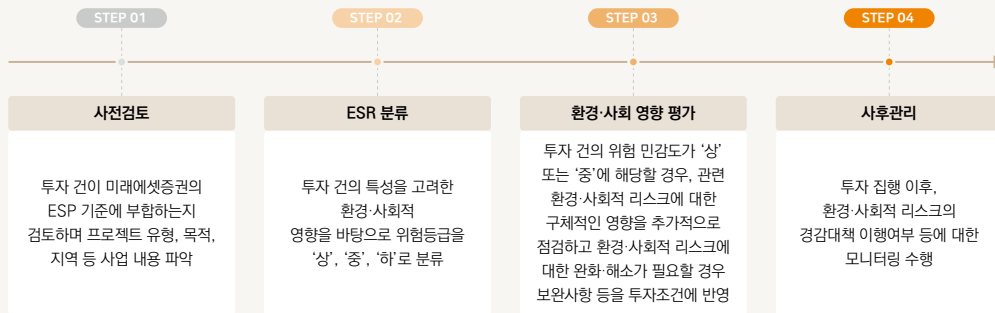 STEP 01
사전검토
투자 건이 미래에셋증권의
ESP 기준에 부합하는지
검토하며 프로젝트 유형, 목적,
지역 등 사업 내용 파악
STEP 02
ESR 분류
투자 건의 특성을 고려한
환경·사회적
영향을 바탕으로 위험등급을
‘상’, ‘중’, ‘하’로 분류
STEP 03
환경·사회 영향 평가
투자 건의 위험 민감도가 ‘상’
또는 ‘중’에 해당할 경우, 관련
환경·사회적 리스크에 대한
구체적인 영향을 추가적으로
점검하고 환경·사회적 리스크에
대한 완화·해소가 필요할 경우
보완사항 등을 투자조건에 반영
STEP 04
사후관리
투자 집행 이후,
환경·사회적 리스크의
경감대책 이행여부 등에 대한
모니터링 수행